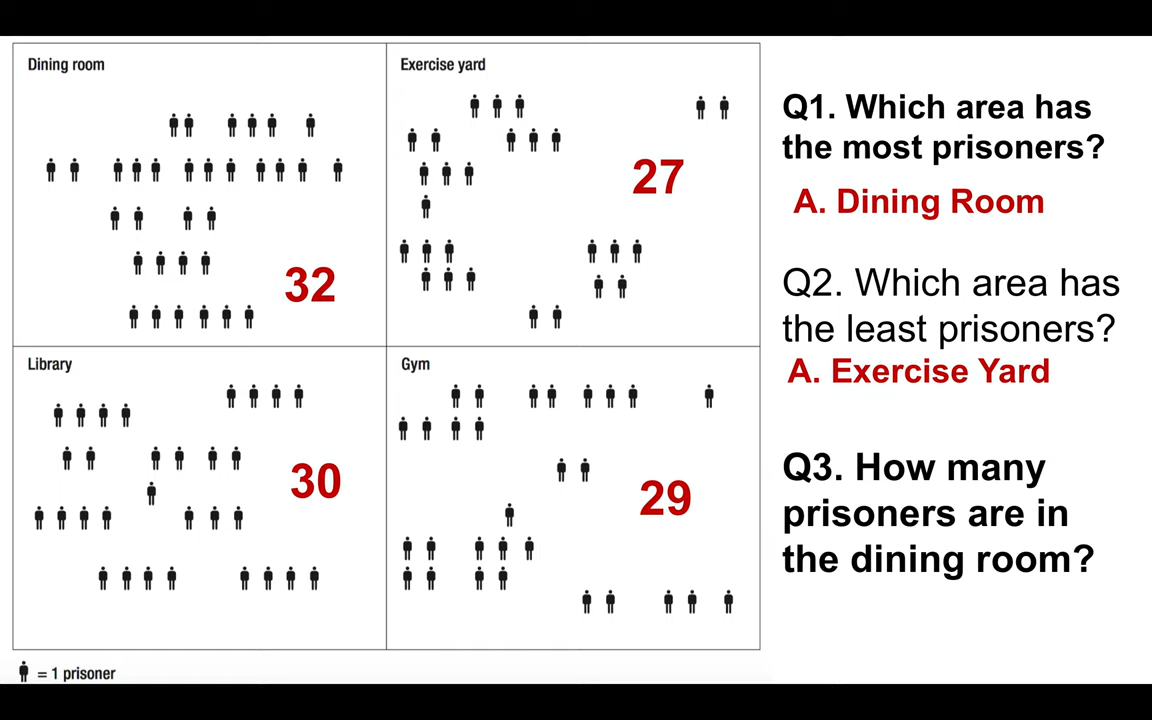 Dining room
32
Exercise yard
27
Library
30
Gym
29
= 1 prisoner
Q1. Which area has
the most prisoners?
A. Dining Room
Q2. Which area has
the least prisoners?
A. Exercise Yard
Q3. How many
prisoners are in
the dining room?